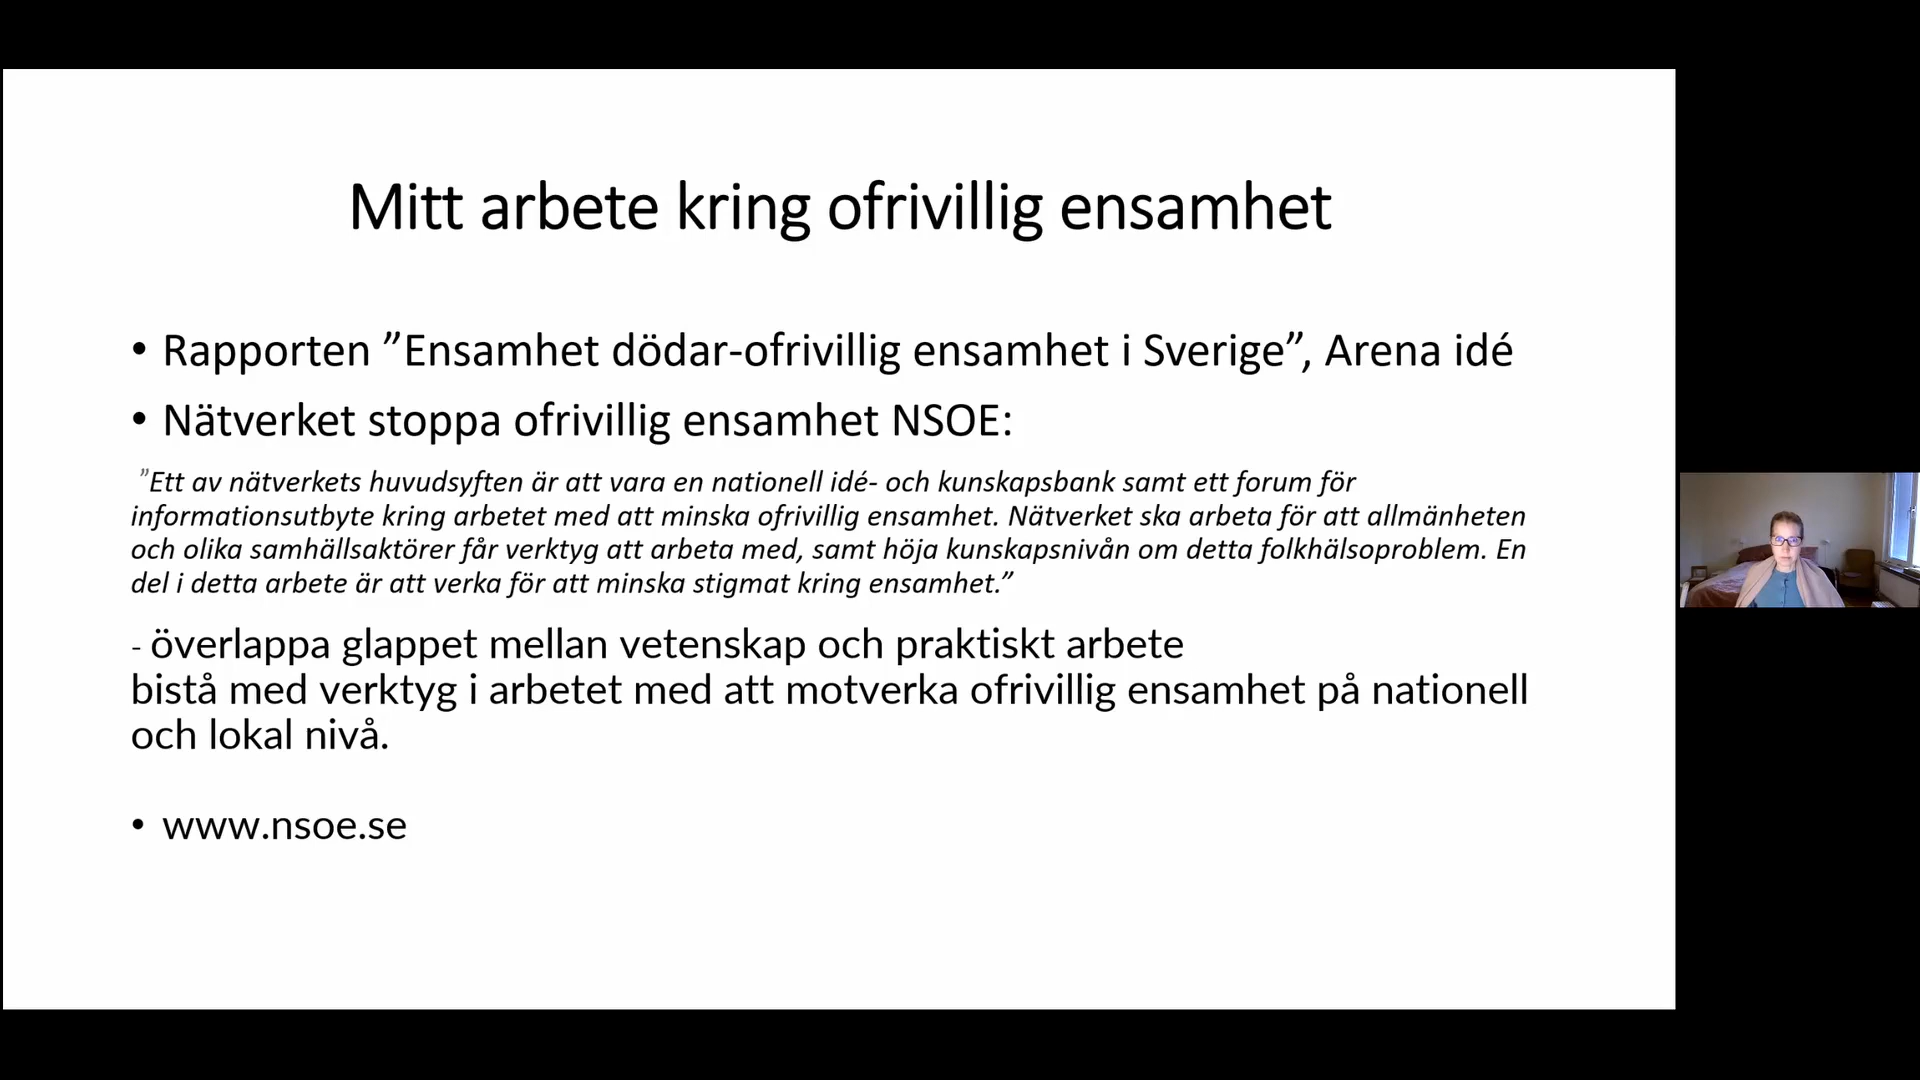 Mitt arbete kring ofrivillig ensamhet
• Rapporten ”Ensamhet dödar-ofrivillig ensamhet i Sverige”, Arena idé
• Nätverket stoppa ofrivillig ensamhet NSOE:
”Ett av nätverkets huvudsyften är att vara en nationell idé- och kunskapsbank samt ett forum för
informationsutbyte kring arbetet med att minska ofrivillig ensamhet. Nätverket ska arbeta för att allmänheten
och olika samhällsaktörer får verktyg att arbeta med, samt höja kunskapsnivån om detta folkhälsoproblem. En
del i detta arbete är att verka för att minska stigmat kring ensamhet.”
- överlappa glappet mellan vetenskap och praktiskt arbete
bistå med verktyg i arbetet med att motverka ofrivillig ensamhet på nationell
och lokal nivå.
• www.nsoe.se